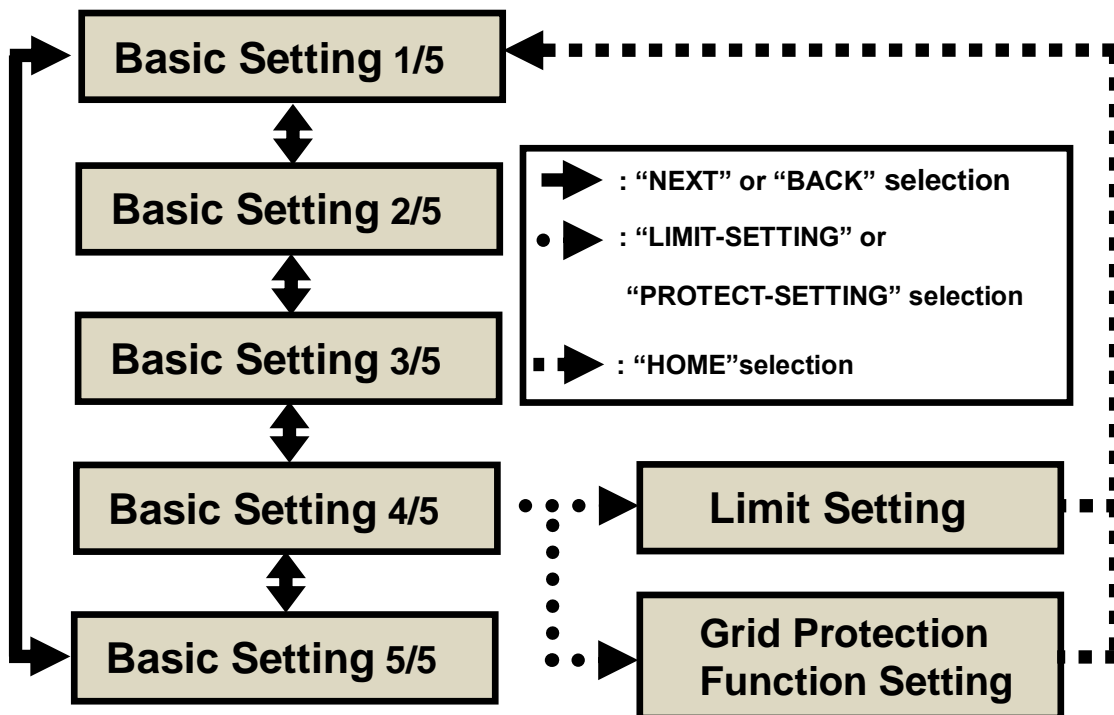 Basic Setting 1/5
Basic Setting 2/5
Basic Setting 3/5
Basic Setting 4/5
Basic Setting 5/5
: “NEXT” or “BACK” selection
: “LIMIT-SETTING” or
“PROTECT-SETTING” selection
: “HOME”selection
Limit Setting
Grid Protection
Function Setting